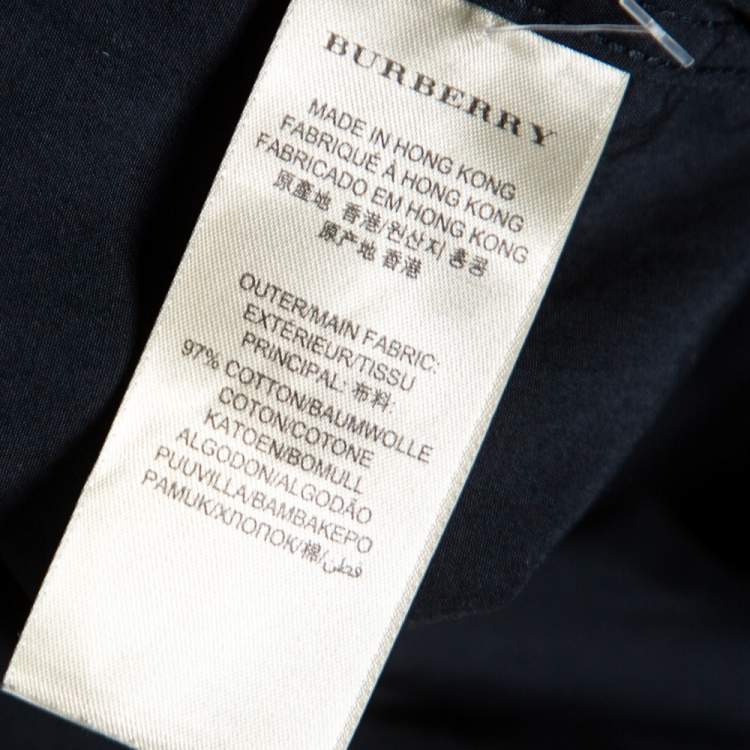 BURBERRY
MADE IN HONG KONG
FABRIQUÉ À HONG KONG
FABRICADO EM HONG KONG
原產地 香港/원산지 홍콩
原产地 香港
OUTER/MAIN FABRIC:
EXTÉRIEUR/TISSU
PRINCIPAL: 布料:
97% COTTON/BAUMWOLLE
COTON/COTONE
KATOEN/BOMULL
ALGODON/ALGODÃO
PUUVILLA/BAMBAKEPO
PAMUK/ХЛОПОК/棉/قطن